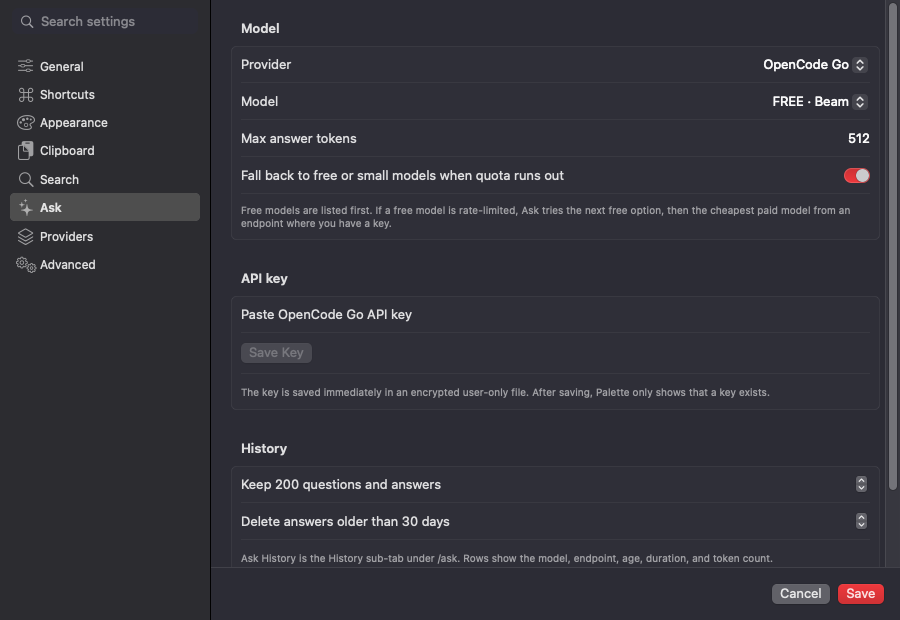 Search settings
General
Shortcuts
Appearance
Clipboard
Search
Ask
Providers
Advanced
Model
Provider
OpenCode Go
Model
FREE · Beam
Max answer tokens
512
Fall back to free or small models when quota runs out
Free models are listed first. If a free model is rate-limited, Ask tries the next free option, then the cheapest paid model from an
endpoint where you have a key.
API key
Paste OpenCode Go API key
Save Key
The key is saved immediately in an encrypted user-only file. After saving, Palette only shows that a key exists.
History
Keep 200 questions and answers
Delete answers older than 30 days
Ask History is the History sub-tab under /ask. Rows show the model, endpoint, age, duration, and token count.
Cancel
Save